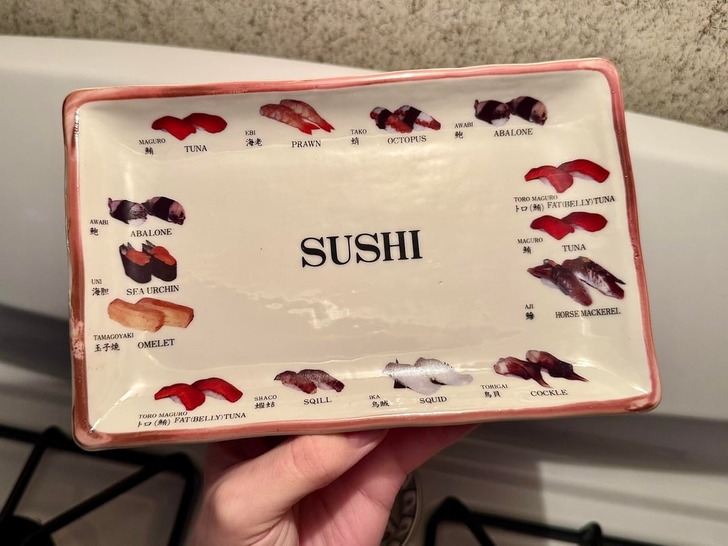 MAGURO
鮪
TUNA
EBI
海老
PRAWN
TAKO
蛸
OCTOPUS
AWABI
鮑
ABALONE
TORO MAGURO
トロ(鮪) FAT(BELLY)TUNA
MAGURO
鮪
TUNA
AJI
鰺
HORSE MACKEREL
AWABI
鮑
ABALONE
UNI
海胆
SEA URCHIN
TAMAGOYAKI
玉子焼
OMELET
SUSHI
TORO MAGURO
トロ(鮪) FAT(BELLY)TUNA
SHACO
蝦蛄
SQILL
IKA
烏賊
SQUID
TORIGAI
鳥貝
COCKLE